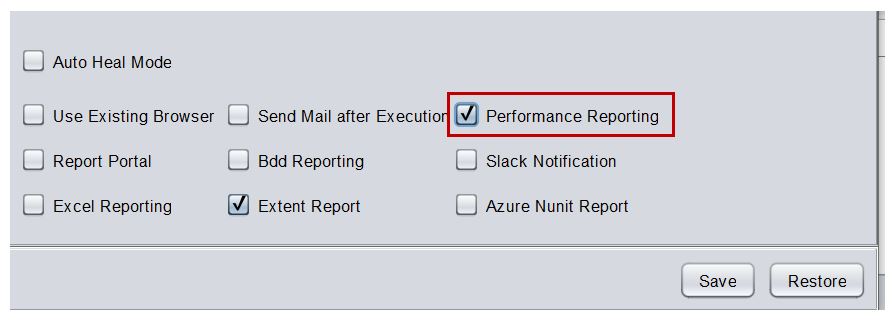 Auto Heal Mode
Use Existing Browser Send Mail after Execution Performance Reporting
Report Portal Bdd Reporting Slack Notification
Excel Reporting Extent Report Azure Nunit Report
Save Restore